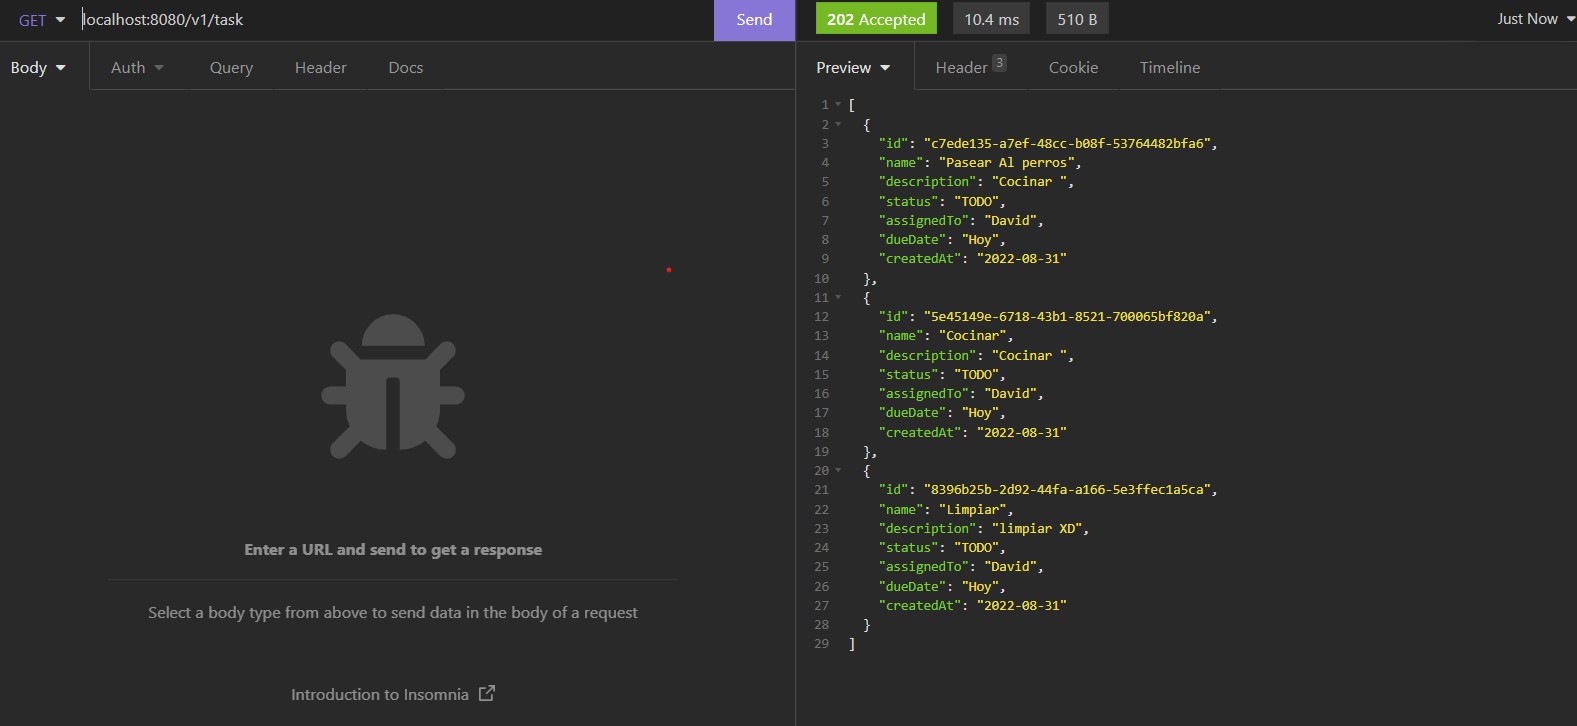 GET localhost:8080/v1/task Send 202 Accepted 10.4 ms 510 B Just Now
Body Auth Query Header Docs
Preview Header 3 Cookie Timeline
Enter a URL and send to get a response
Select a body type from above to send data in the body of a request
Introduction to Insomnia
1 [
2 {
3 "id": "c7ede135-a7ef-48cc-b08f-53764482bfa6",
4 "name": "Pasear Al perros",
5 "description": "Cocinar ",
6 "status": "TODO",
7 "assignedTo": "David",
8 "dueDate": "Hoy",
9 "createdAt": "2022-08-31"
10 },
11 {
12 "id": "5e45149e-6718-43b1-8521-700065bf820a",
13 "name": "Cocinar",
14 "description": "Cocinar ",
15 "status": "TODO",
16 "assignedTo": "David",
17 "dueDate": "Hoy",
18 "createdAt": "2022-08-31"
19 },
20 {
21 "id": "8396b25b-2d92-44fa-a166-5e3ffec1a5ca",
22 "name": "Limpiar",
23 "description": "limpiar XD",
24 "status": "TODO",
25 "assignedTo": "David",
26 "dueDate": "Hoy",
27 "createdAt": "2022-08-31"
28 }
29 ]